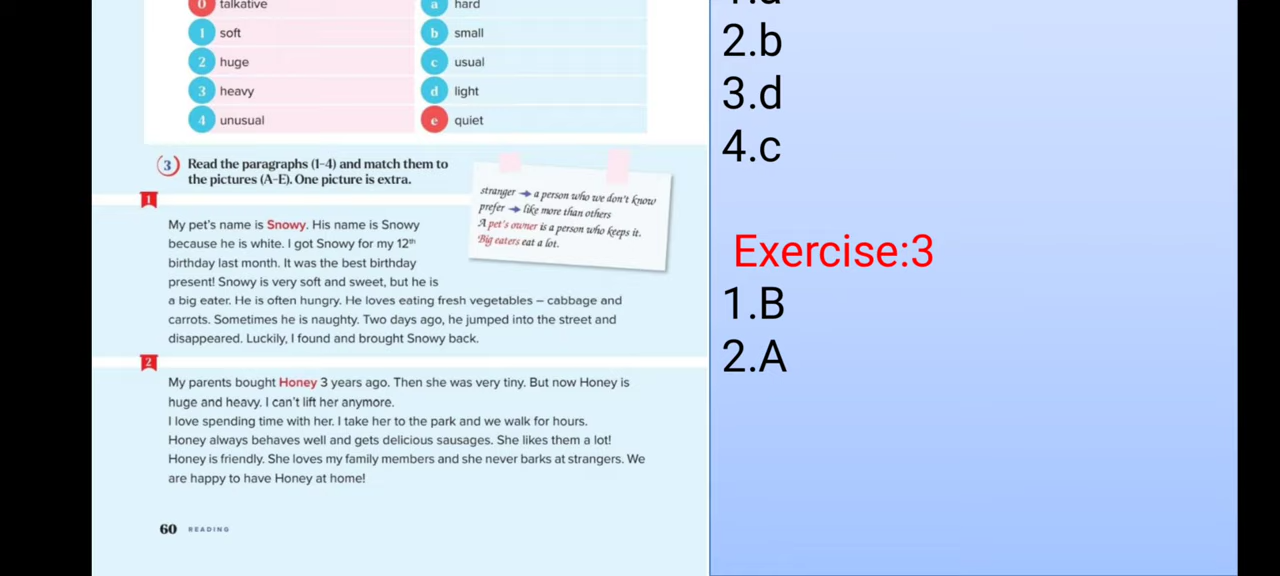 0 talkative a hard
1 soft b small
2 huge c usual
3 heavy d light
4 unusual e quiet
3 Read the paragraphs (1–4) and match them to
the pictures (A–E). One picture is extra.
stranger → a person who we don't know
prefer → like more than others
A pet's owner is a person who keeps it.
Big eaters eat a lot.
1
My pet's name is Snowy. His name is Snowy
because he is white. I got Snowy for my 12th
birthday last month. It was the best birthday
present! Snowy is very soft and sweet, but he is
a big eater. He is often hungry. He loves eating fresh vegetables – cabbage and
carrots. Sometimes he is naughty. Two days ago, he jumped into the street and
disappeared. Luckily, I found and brought Snowy back.
2
My parents bought Honey 3 years ago. Then she was very tiny. But now Honey is
huge and heavy. I can't lift her anymore.
I love spending time with her. I take her to the park and we walk for hours.
Honey always behaves well and gets delicious sausages. She likes them a lot!
Honey is friendly. She loves my family members and she never barks at strangers. We
are happy to have Honey at home!
60 READING
1.a
2.b
3.d
4.c
Exercise:3
1.B
2.A